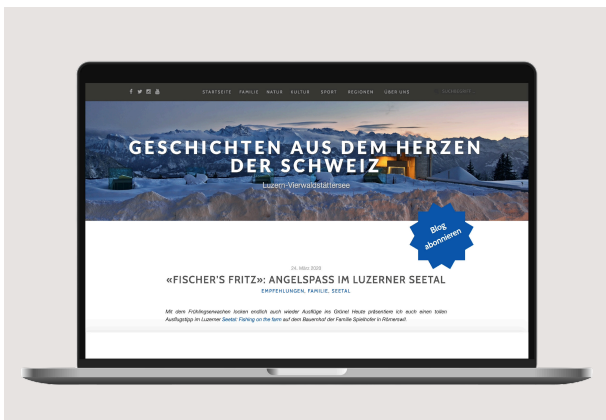 STARTSEITE FAMILIE NATUR KULTUR SPORT REGIONEN ÜBER UNS
GESCHICHTEN AUS DEM HERZEN
DER SCHWEIZ
Luzern-Vierwaldstättersee
Blog
abonnieren
24. März 2020
«FISCHER'S FRITZ»: ANGELSPASS IM LUZERNER SEETAL
EMPFEHLUNGEN, FAMILIE, SEETAL
Mit dem Frühlingserwachen locken endlich auch wieder Ausflüge ins Grüne! Heute präsentiere ich euch einen tollen
Ausflugstipp im Luzerner Seetal: Fishing on the farm auf dem Bauernhof der Familie Spielhofer in Römerswil.